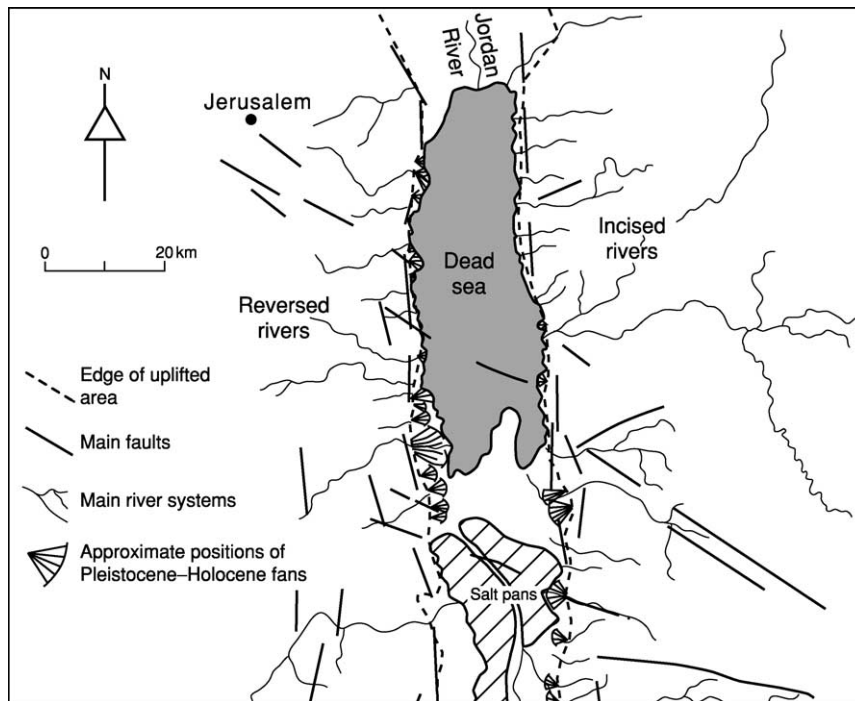 Jordan
River
N
Jerusalem
0 20 km
Incised
rivers
Dead
sea
Reversed
rivers
Edge of uplifted
area
Main faults
Main river systems
Approximate positions of
Pleistocene–Holocene fans
Salt pans